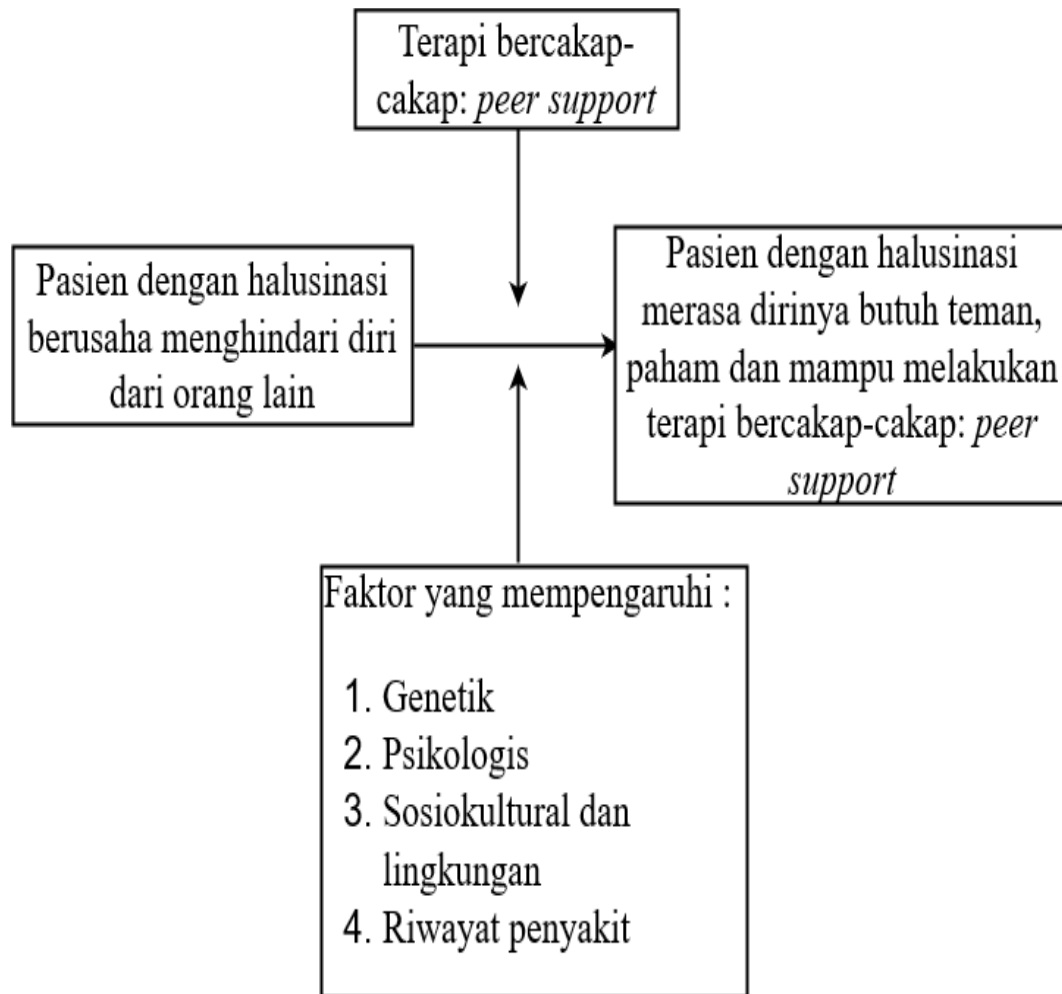 Terapi bercakap-
cakap: peer support
Pasien dengan halusinasi
berusaha menghindari diri
dari orang lain
Pasien dengan halusinasi
merasa dirinya butuh teman,
paham dan mampu melakukan
terapi bercakap-cakap: peer
support
Faktor yang mempengaruhi :
1. Genetik
2. Psikologis
3. Sosiokultural dan
lingkungan
4. Riwayat penyakit